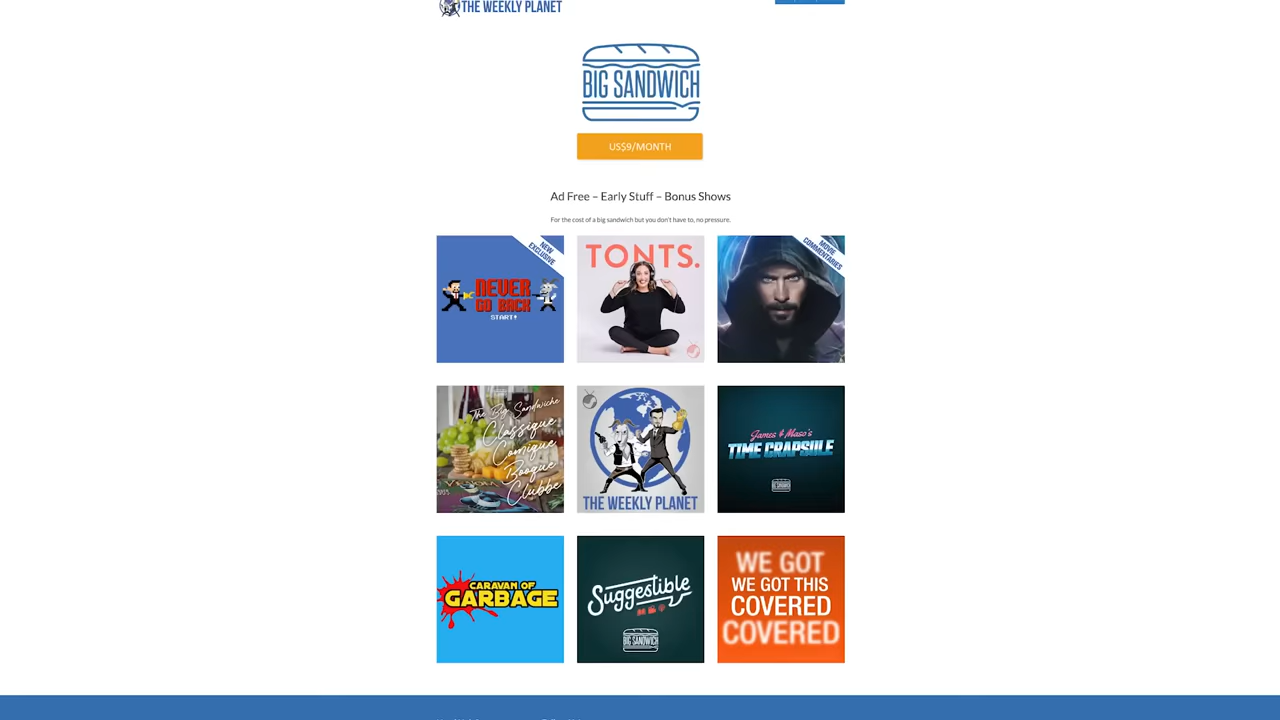 THE WEEKLY PLANET
BIG SANDWICH
US$9/MONTH
Ad Free – Early Stuff – Bonus Shows
For the cost of a big sandwich but you don't have to, no pressure.
NEW
EXCLUSIVE
NEVER
GO BACK
START!
TONTS.
MOVIE
COMMENTARIES
The Big Sandwiche
Classique
Comique
Booque
Clubbe
THE WEEKLY PLANET
James & Maso's
TIME CRAPSULE
BIG SANDWICH
CARAVAN OF
GARBAGE
Suggestible
BIG SANDWICH
WE GOT
WE GOT THIS
COVERED
COVERED